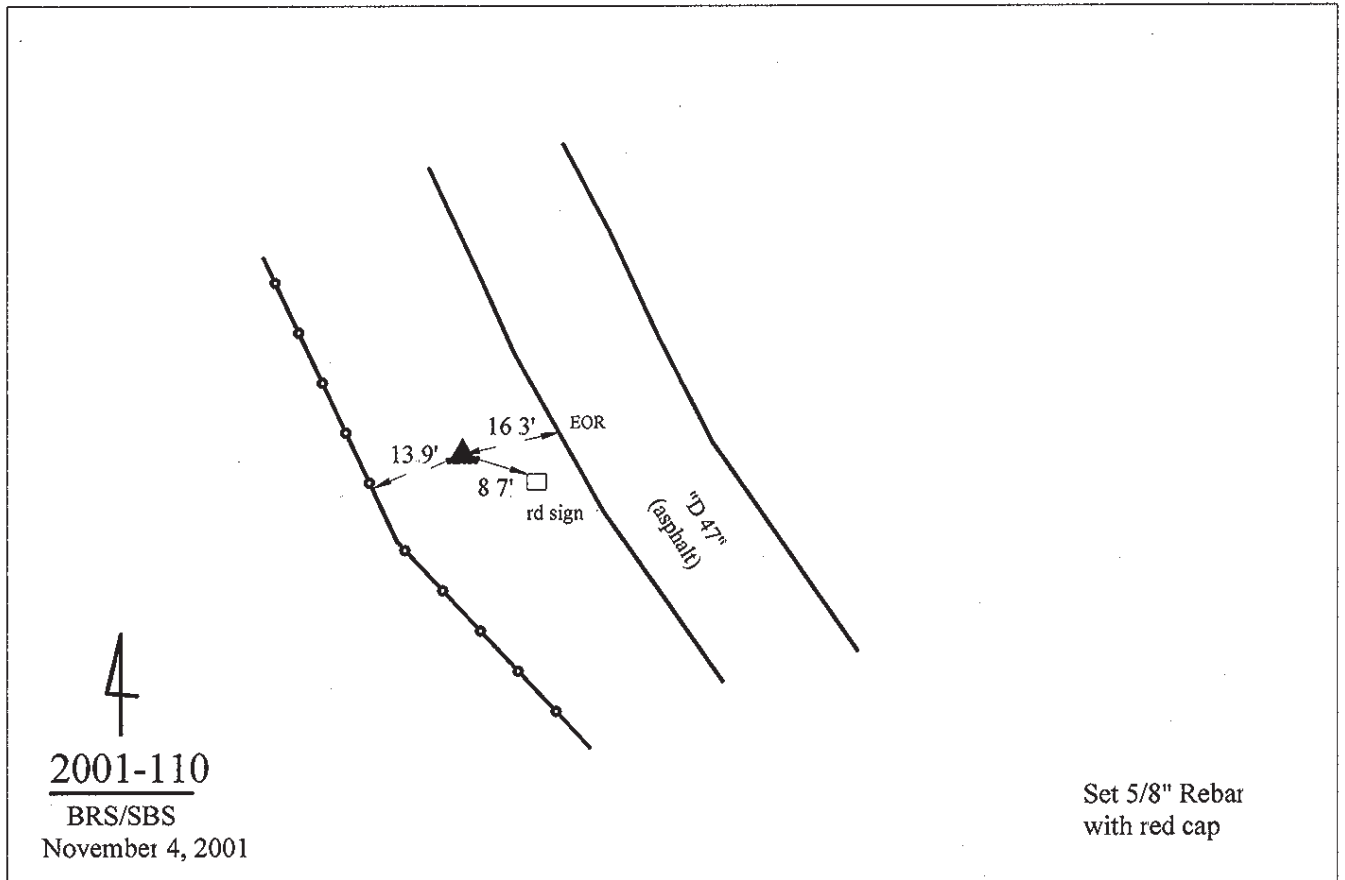 16 3'
EOR
13.9'
8 7'
rd sign
"D 47"
(asphalt)
2001-110
BRS/SBS
November 4, 2001
Set 5/8" Rebar
with red cap